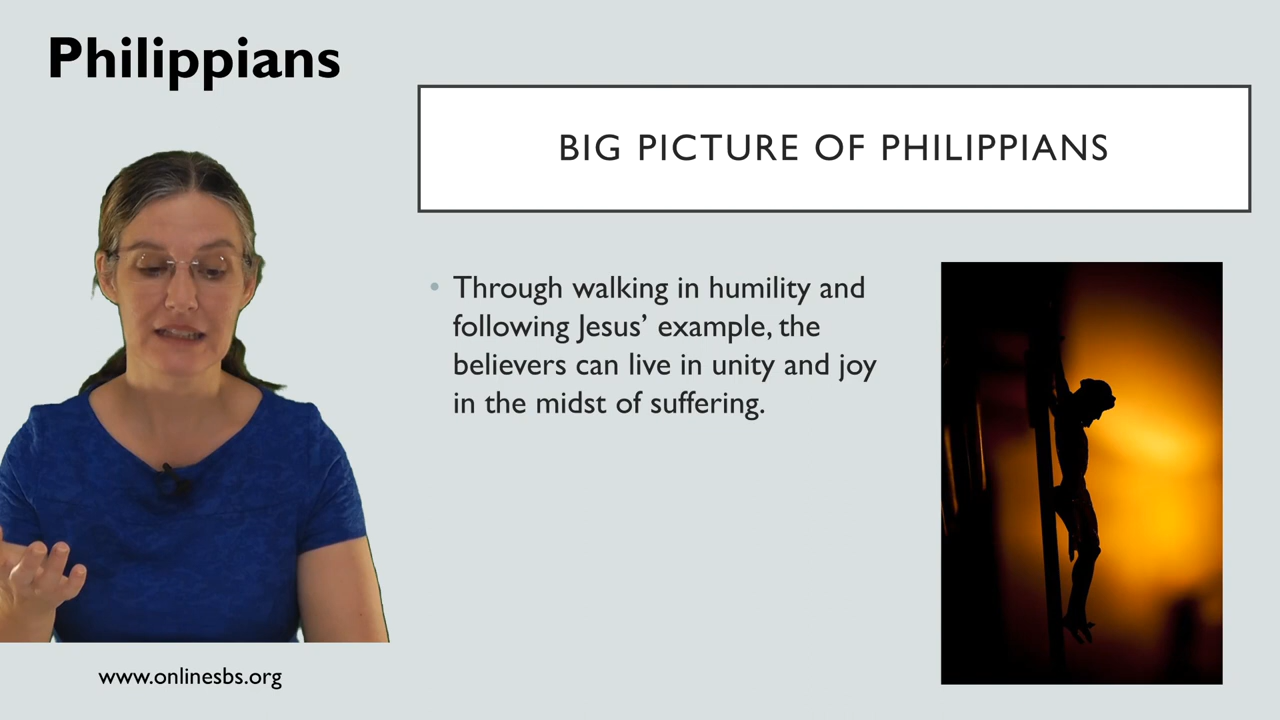 Philippians
BIG PICTURE OF PHILIPPIANS
• Through walking in humility and
following Jesus’ example, the
believers can live in unity and joy
in the midst of suffering.
www.onlinesbs.org